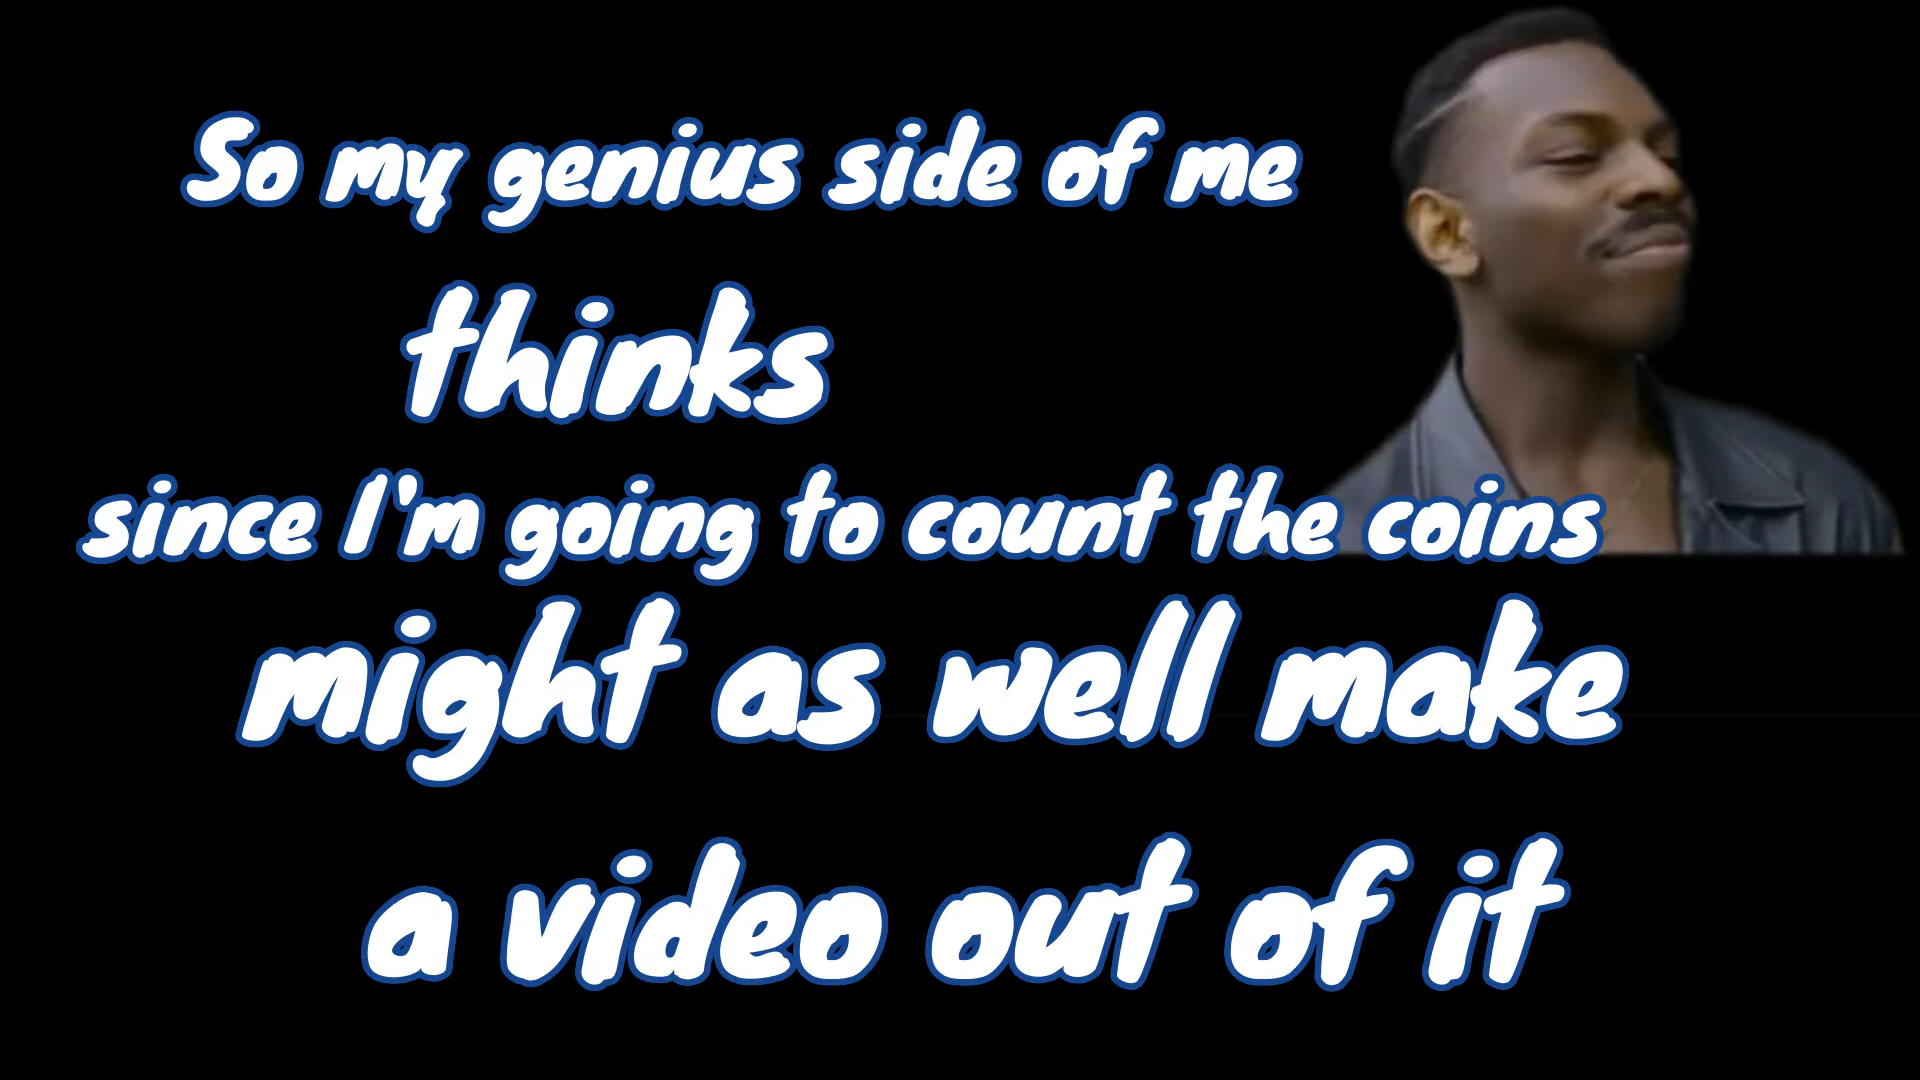 So my genius side of me
thinks
since I'm going to count the coins
might as well make
a video out of it